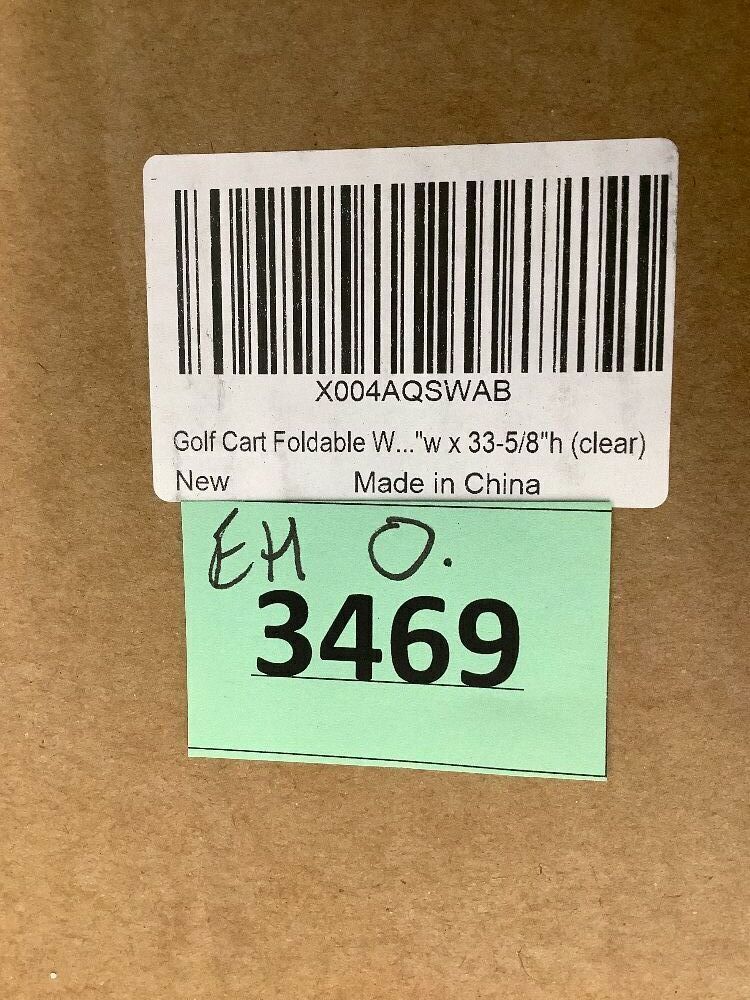 X004AQSWAB
Golf Cart Foldable W..."w x 33-5/8"h (clear)
New Made in China
EH O.
3469